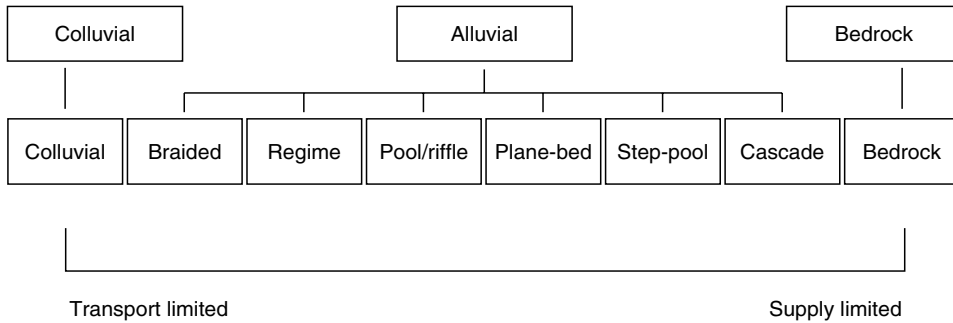 Colluvial Alluvial Bedrock
Colluvial Braided Regime Pool/riffle Plane-bed Step-pool Cascade Bedrock
Transport limited Supply limited